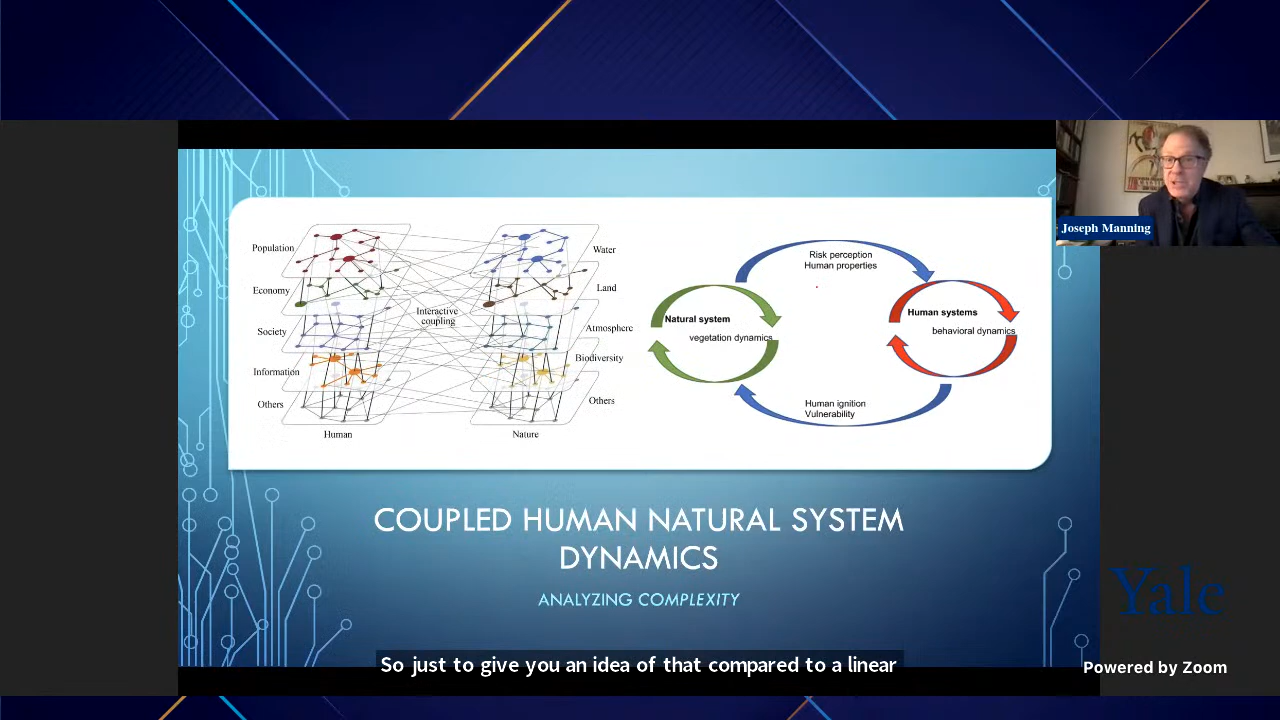 Joseph Manning
Population
Economy
Society
Information
Others
Human
Interactive
coupling
Water
Land
Atmosphere
Biodiversity
Others
Nature
Risk perception
Human properties
Natural system
vegetation dynamics
Human systems
behavioral dynamics
Human ignition
Vulnerability
COUPLED HUMAN NATURAL SYSTEM
DYNAMICS
ANALYZING COMPLEXITY
So just to give you an idea of that compared to a linear
Yale
Powered by Zoom